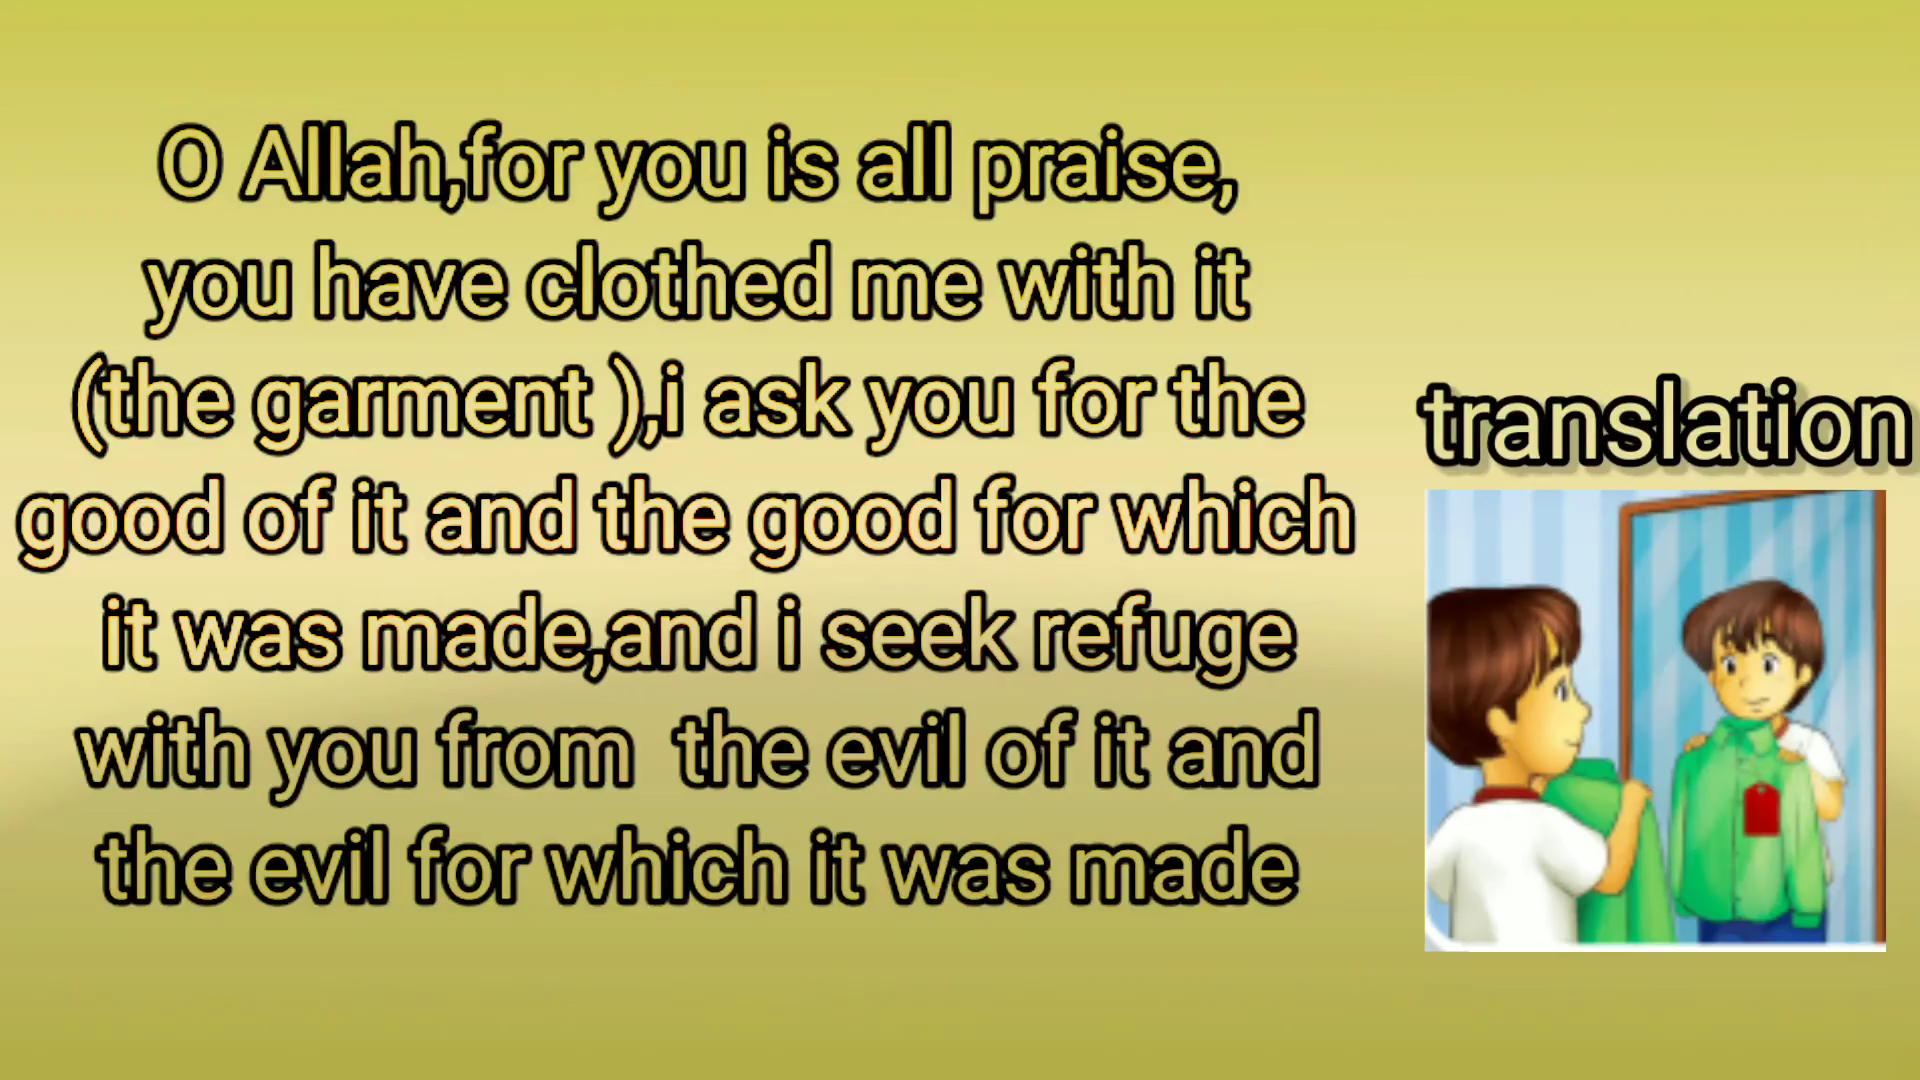 O Allah,for you is all praise,
you have clothed me with it
(the garment ),i ask you for the
good of it and the good for which
it was made,and i seek refuge
with you from  the evil of it and
the evil for which it was made
translation